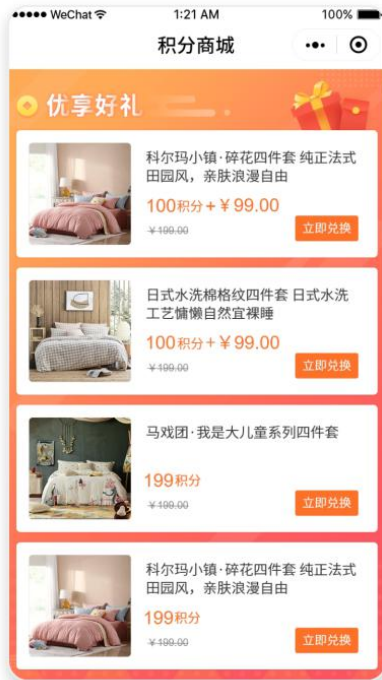 WeChat 1:21 AM 100%
积分商城
优享好礼
科尔玛小镇·碎花四件套 纯正法式
田园风，亲肤浪漫自由
100积分+￥99.00
￥199.00 立即兑换
日式水洗棉格纹四件套 日式水洗
工艺慵懒自然宜裸睡
100积分+￥99.00
￥199.00 立即兑换
马戏团·我是大儿童系列四件套
199积分
￥199.00 立即兑换
科尔玛小镇·碎花四件套 纯正法式
田园风，亲肤浪漫自由
199积分
￥199.00 立即兑换